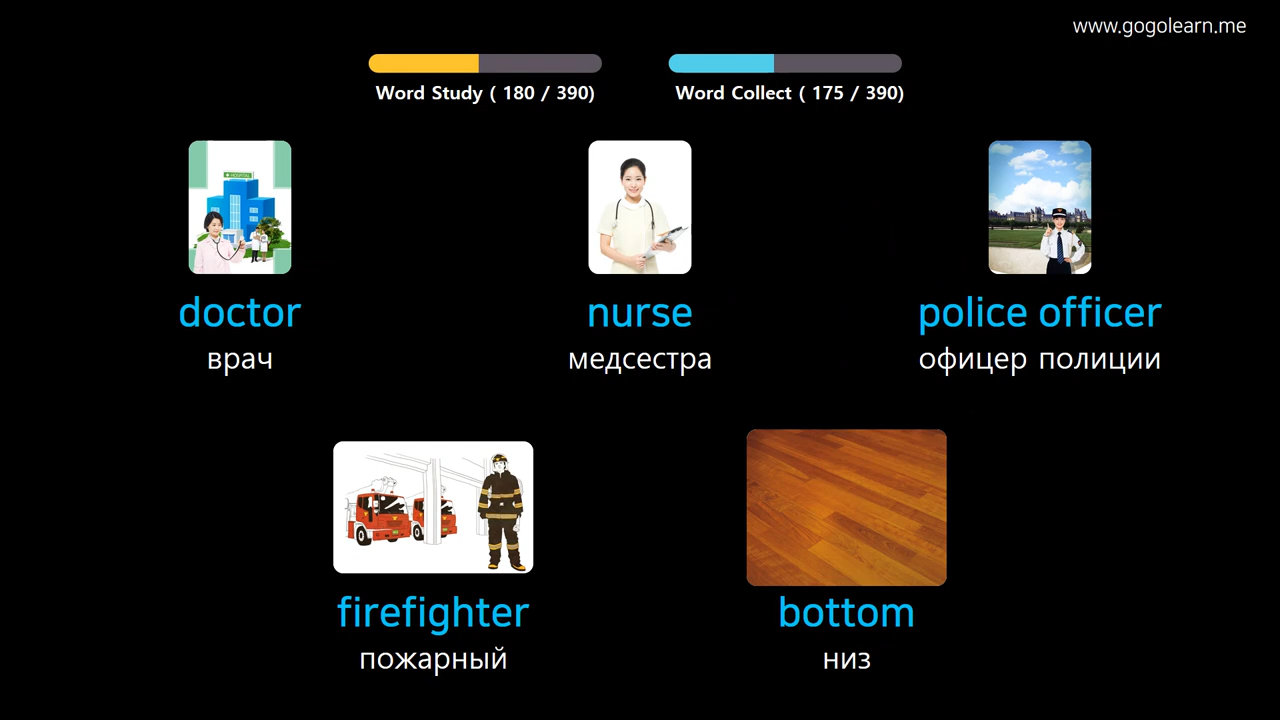 www.gogolearn.me
Word Study ( 180 / 390)
Word Collect ( 175 / 390)
HOSPITAL
doctor
nurse
police officer
врач
медсестра
офицер полиции
firefighter
bottom
пожарный
низ